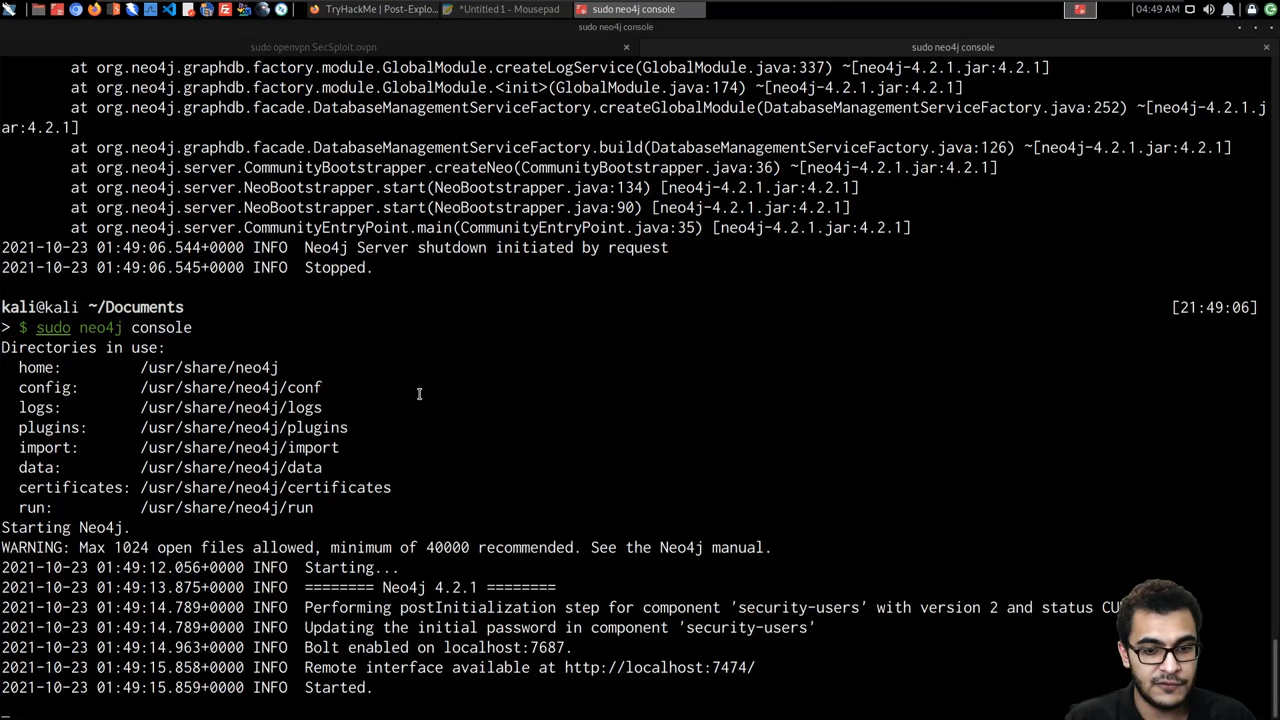 TryHackMe | Post-Explo...
*Untitled 1 - Mousepad
sudo neo4j console
04:49 AM
sudo neo4j console
sudo openvpn SecSploit.ovpn
sudo neo4j console
at org.neo4j.graphdb.factory.module.GlobalModule.createLogService(GlobalModule.java:337) ~[neo4j-4.2.1.jar:4.2.1]
at org.neo4j.graphdb.factory.module.GlobalModule.<init>(GlobalModule.java:174) ~[neo4j-4.2.1.jar:4.2.1]
at org.neo4j.graphdb.facade.DatabaseManagementServiceFactory.createGlobalModule(DatabaseManagementServiceFactory.java:252) ~[neo4j-4.2.1.j
ar:4.2.1]
at org.neo4j.graphdb.facade.DatabaseManagementServiceFactory.build(DatabaseManagementServiceFactory.java:126) ~[neo4j-4.2.1.jar:4.2.1]
at org.neo4j.server.CommunityBootstrapper.createNeo(CommunityBootstrapper.java:36) ~[neo4j-4.2.1.jar:4.2.1]
at org.neo4j.server.NeoBootstrapper.start(NeoBootstrapper.java:134) [neo4j-4.2.1.jar:4.2.1]
at org.neo4j.server.NeoBootstrapper.start(NeoBootstrapper.java:90) [neo4j-4.2.1.jar:4.2.1]
at org.neo4j.server.CommunityEntryPoint.main(CommunityEntryPoint.java:35) [neo4j-4.2.1.jar:4.2.1]
2021-10-23 01:49:06.544+0000 INFO  Neo4j Server shutdown initiated by request
2021-10-23 01:49:06.545+0000 INFO  Stopped.
kali@kali ~/Documents [21:49:06]
> $ sudo neo4j console
Directories in use:
home:         /usr/share/neo4j
config:       /usr/share/neo4j/conf
logs:         /usr/share/neo4j/logs
plugins:      /usr/share/neo4j/plugins
import:       /usr/share/neo4j/import
data:         /usr/share/neo4j/data
certificates: /usr/share/neo4j/certificates
run:          /usr/share/neo4j/run
Starting Neo4j.
WARNING: Max 1024 open files allowed, minimum of 40000 recommended. See the Neo4j manual.
2021-10-23 01:49:12.056+0000 INFO  Starting...
2021-10-23 01:49:13.875+0000 INFO  ======== Neo4j 4.2.1 ========
2021-10-23 01:49:14.789+0000 INFO  Performing postInitialization step for component 'security-users' with version 2 and status CU
2021-10-23 01:49:14.789+0000 INFO  Updating the initial password in component 'security-users'
2021-10-23 01:49:14.963+0000 INFO  Bolt enabled on localhost:7687.
2021-10-23 01:49:15.858+0000 INFO  Remote interface available at http://localhost:7474/
2021-10-23 01:49:15.859+0000 INFO  Started.